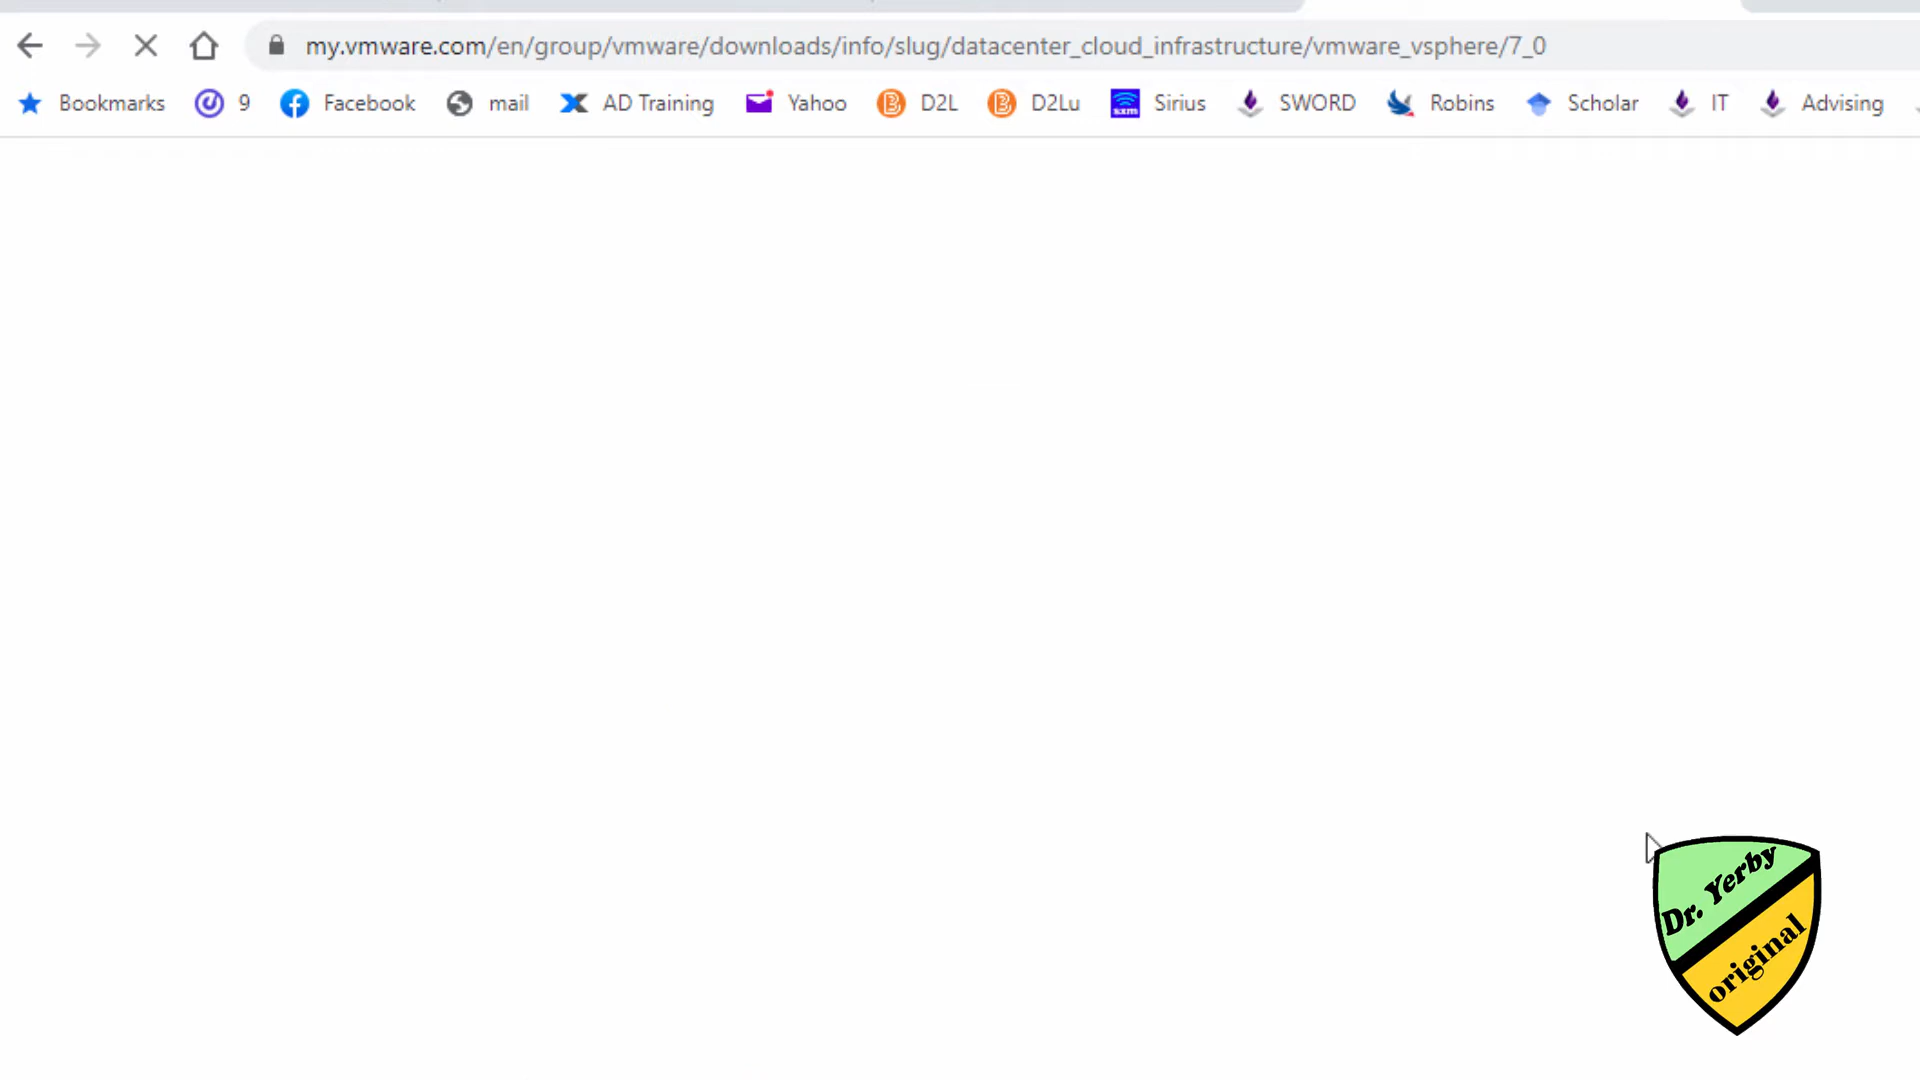 my.vmware.com/en/group/vmware/downloads/info/slug/datacenter_cloud_infrastructure/vmware_vsphere/7_0
Bookmarks 9 Facebook mail AD Training Yahoo D2L D2Lu Sirius SWORD Robins Scholar IT Advising
sxm
Dr. Yerby
original